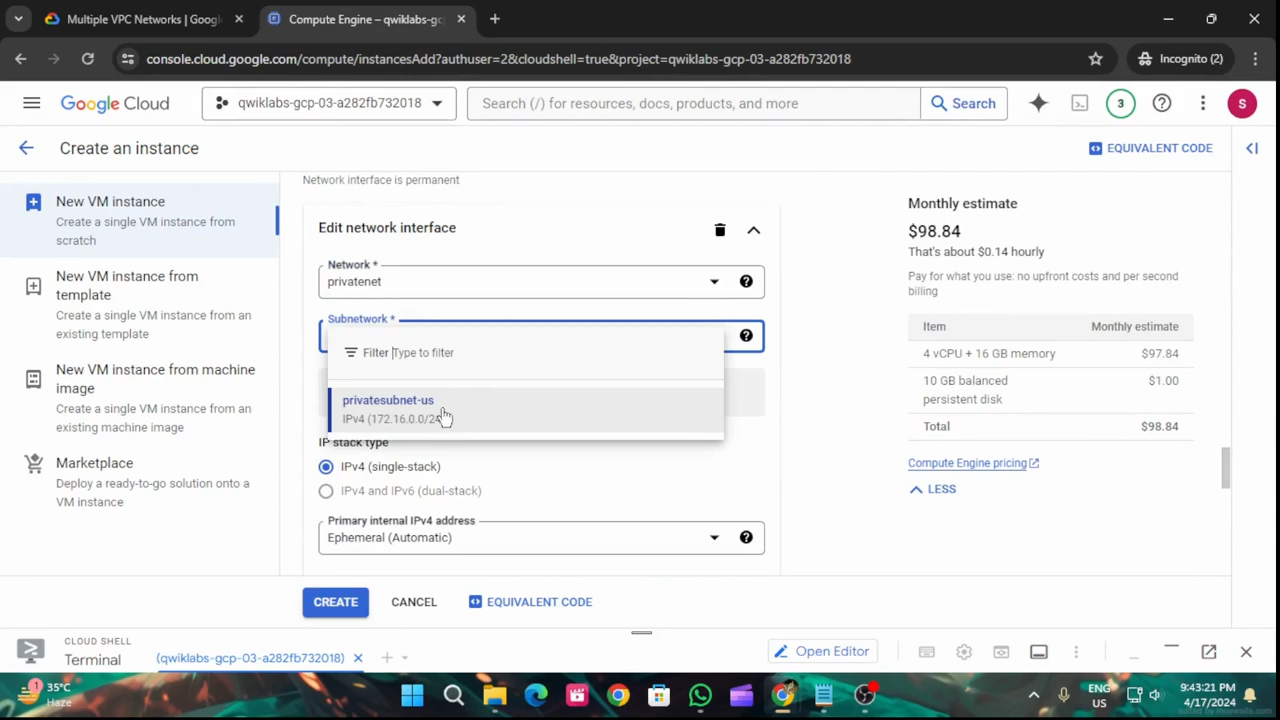 Multiple VPC Networks | Google
Compute Engine – qwiklabs-gc
console.cloud.google.com/compute/instancesAdd?authuser=2&cloudshell=true&project=qwiklabs-gcp-03-a282fb732018
Incognito (2)
Google Cloud
qwiklabs-gcp-03-a282fb732018
Search (/) for resources, docs, products, and more
Search
3
S
Create an instance
EQUIVALENT CODE
New VM instance
Create a single VM instance from
scratch
New VM instance from
template
Create a single VM instance from an
existing template
New VM instance from machine
image
Create a single VM instance from an
existing machine image
Marketplace
Deploy a ready-to-go solution onto a
VM instance
Network interface is permanent
Edit network interface
Network *
privatenet
Subnetwork *
Filter Type to filter
privatesubnet-us
IPv4 (172.16.0.0/24
IP stack type
IPv4 (single-stack)
IPv4 and IPv6 (dual-stack)
Primary internal IPv4 address
Ephemeral (Automatic)
Monthly estimate
$98.84
That's about $0.14 hourly
Pay for what you use: no upfront costs and per second
billing
Item Monthly estimate
4 vCPU + 16 GB memory $97.84
10 GB balanced $1.00
persistent disk
Total $98.84
Compute Engine pricing
LESS
CREATE
CANCEL
EQUIVALENT CODE
CLOUD SHELL
Terminal
(qwiklabs-gcp-03-a282fb732018)
Open Editor
1
35°C
Haze
ENG
US
9:43:21 PM
4/17/2024